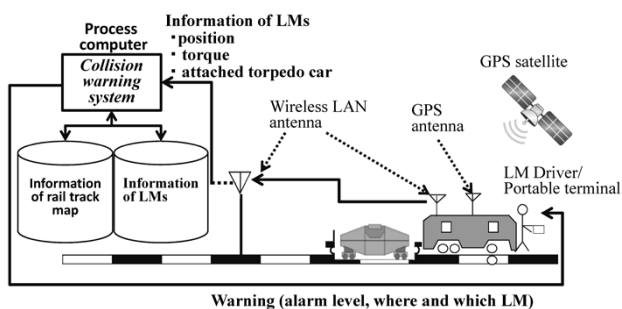 Process
computer
Collision
warning
system
Information of LMs
・position
・torque
・attached torpedo car
Information
of rail track
map
Information
of LMs
Wireless LAN
antenna
GPS
antenna
GPS satellite
LM Driver/
Portable terminal
Warning (alarm level, where and which LM)